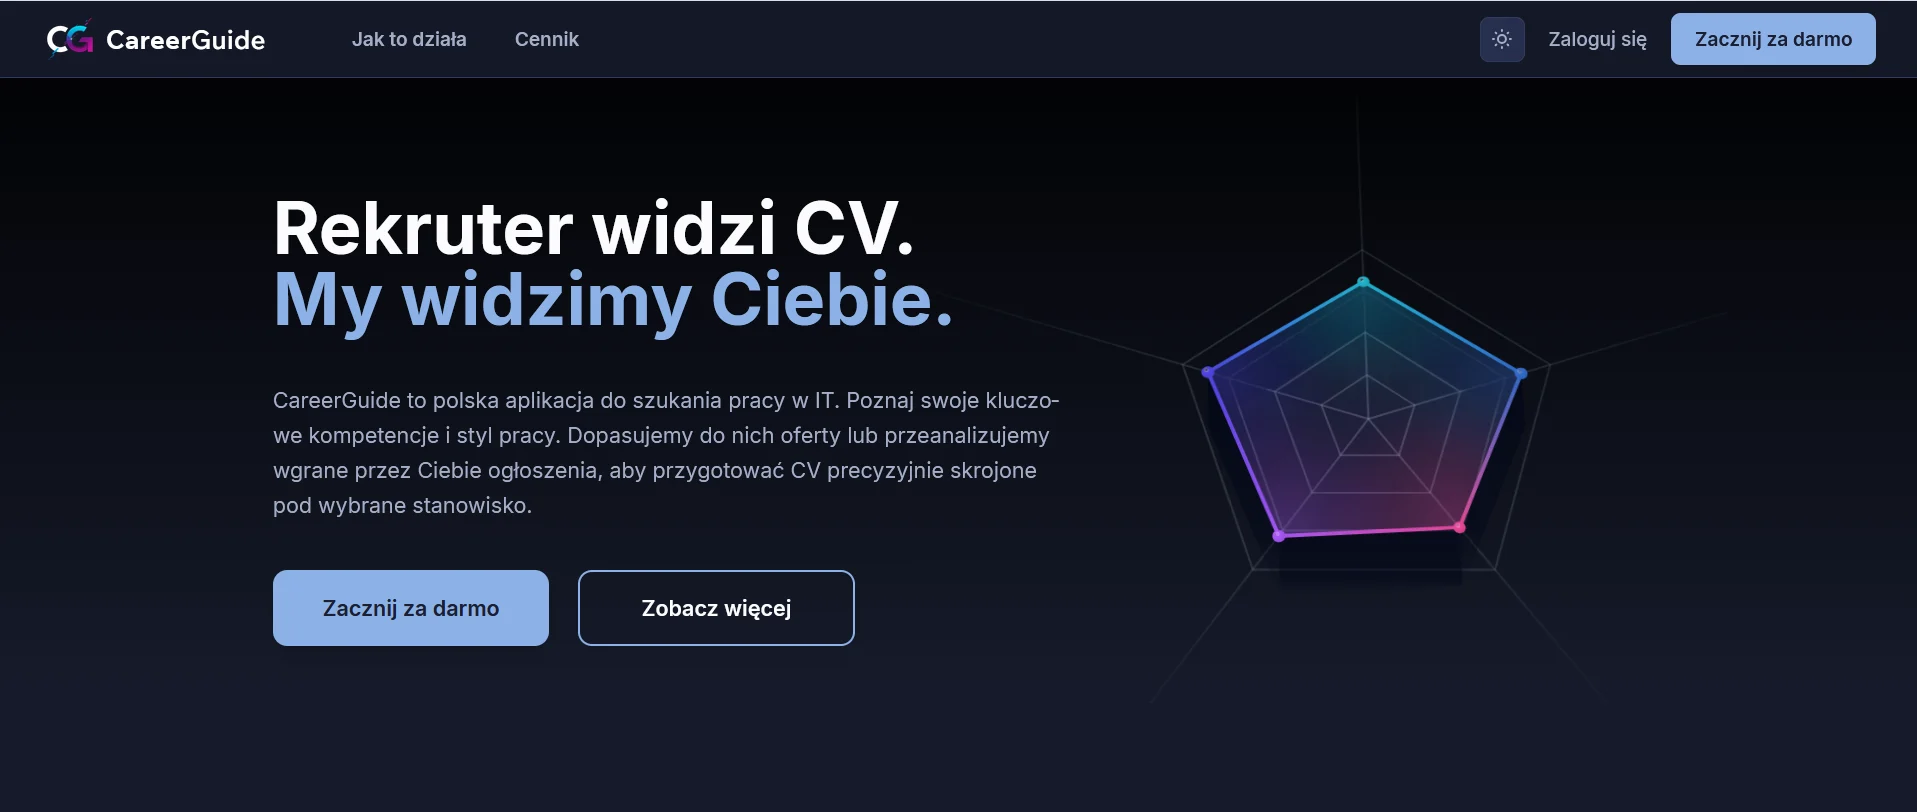 CG CareerGuide
Jak to działa
Cennik
Zaloguj się
Zacznij za darmo
Rekruter widzi CV.
My widzimy Ciebie.
CareerGuide to polska aplikacja do szukania pracy w IT. Poznaj swoje kluczo-
we kompetencje i styl pracy. Dopasujemy do nich oferty lub przeanalizujemy
wgrane przez Ciebie ogłoszenia, aby przygotować CV precyzyjnie skrojone
pod wybrane stanowisko.
Zacznij za darmo
Zobacz więcej